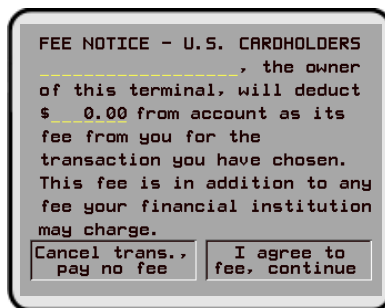 FEE NOTICE - U.S. CARDHOLDERS
__________________, the owner
of this terminal, will deduct
$___0.00 from account as its
fee from you for the
transaction you have chosen.
This fee is in addition to any
fee your financial institution
may charge.
Cancel trans.,
pay no fee
I agree to
fee, continue